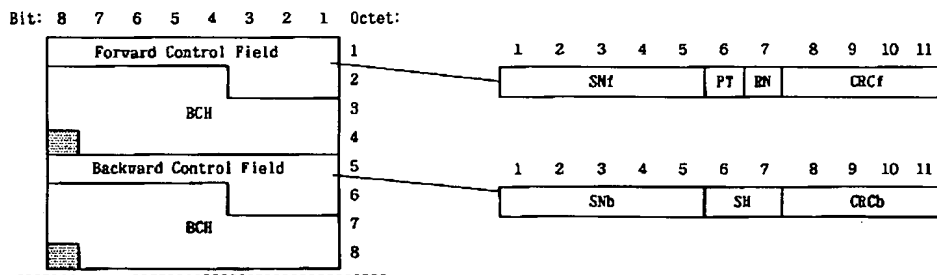 Bit: 8 7 6 5 4 3 2 1 Octet:
Forward Control Field 1
2
BCH 3
4
Backward Control Field 5
6
BCH 7
8
1 2 3 4 5 6 7 8 9 10 11
SNf PT RN CRCf
1 2 3 4 5 6 7 8 9 10 11
SNb SH CRCb